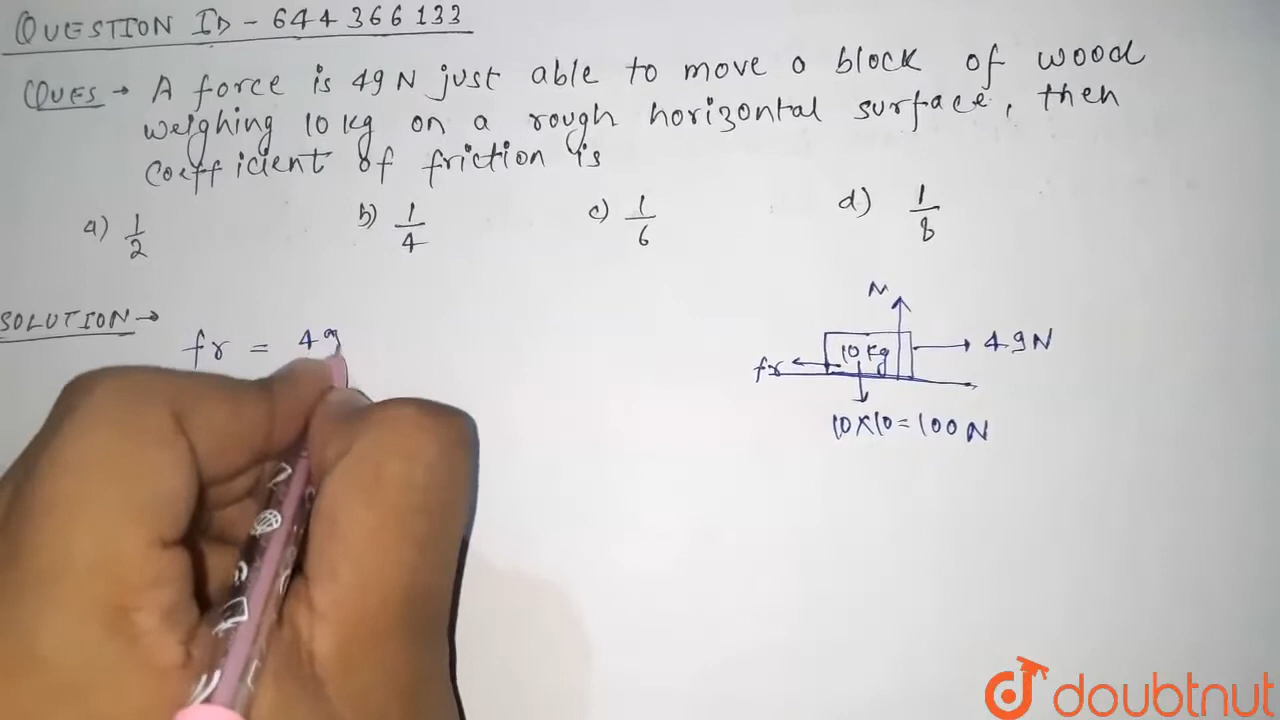 QUESTION ID - 644366133
QUES → A force is 49 N just able to move a block of wood
weighing 10 kg on a rough horizontal surface, then
coefficient of friction is
a) 1/2 b) 1/4 c) 1/6 d) 1/8
SOLUTION →
fr = 49
N
10 kg
49 N
fr
10×10=100 N
doubtnut